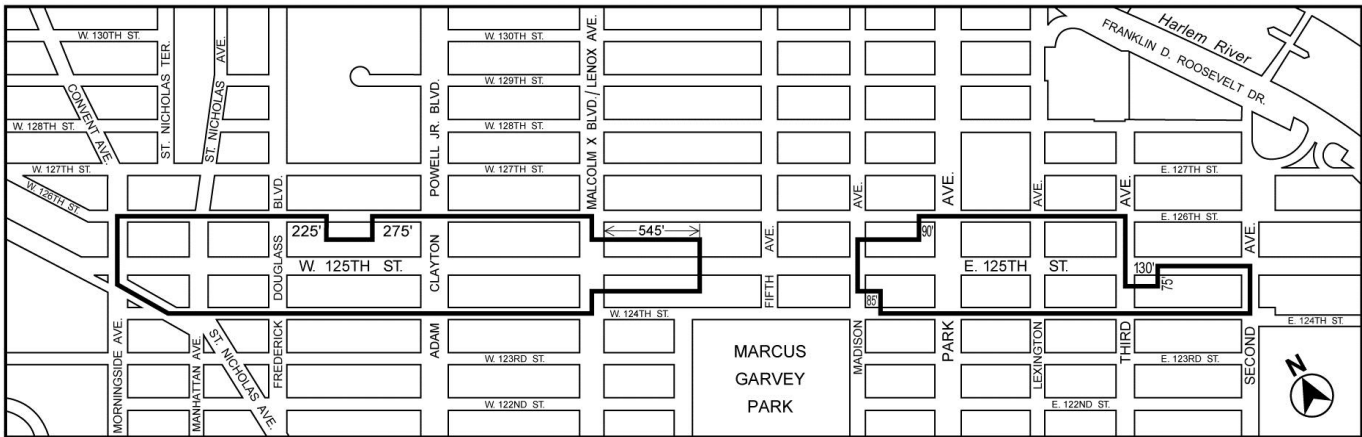 W. 130TH ST.
CONVENT AVE.
ST. NICHOLAS TER.
ST. NICHOLAS AVE.
W. 128TH ST.
W. 127TH ST.
W. 126TH ST.
POWELL JR. BLVD.
W. 130TH ST.
W. 129TH ST.
W. 128TH ST.
W. 127TH ST.
MALCOLM X BLVD./ LENOX AVE.
Harlem River
FRANKLIN D. ROOSEVELT DR.
E. 127TH ST.
E. 126TH ST.
BLVD.
AVE.
AVE.
AVE.
AVE.
AVE.
AVE.
225'
275'
545'
90'
W. 125TH ST.
E. 125TH ST.
130'
75'
85'
DOUGLASS
CLAYTON
FIFTH
W. 124TH ST.
E. 124TH ST.
MORNINGSIDE AVE.
MANHATTAN AVE.
ST. NICHOLAS AVE.
FREDERICK
ADAM
W. 123RD ST.
W. 122ND ST.
MARCUS
GARVEY
PARK
MADISON
PARK
LEXINGTON
THIRD
SECOND
E. 123RD ST.
E. 122ND ST.
N